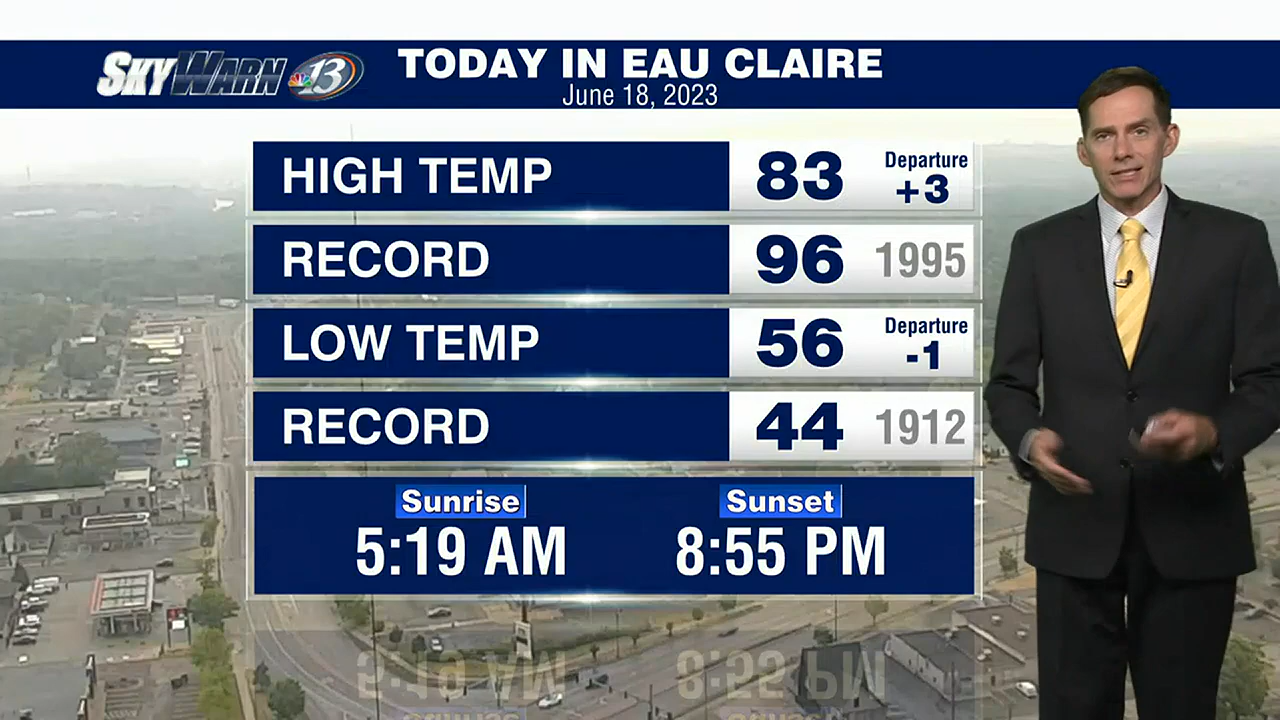 SKYWARN 13
TODAY IN EAU CLAIRE
June 18, 2023
HIGH TEMP 83 Departure +3
RECORD 96 1995
LOW TEMP 56 Departure -1
RECORD 44 1912
Sunrise Sunset
5:19 AM 8:55 PM